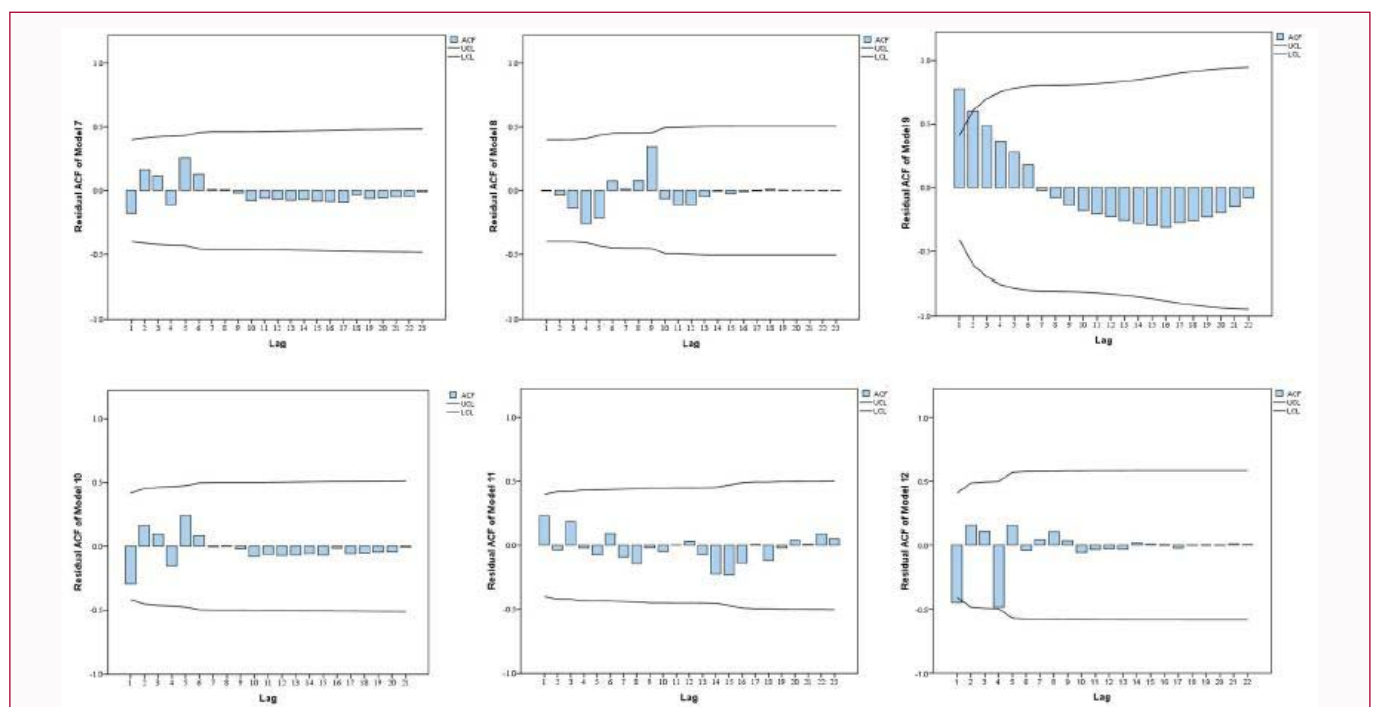 ACF
UCL
LCL
1.0
0.5
0.0
-0.5
-1.0
Residual ACF of Model 7
1 2 3 4 5 6 7 8 9 10 11 12 13 14 15 16 17 18 19 20 21 22 23
Lag
ACF
UCL
LCL
1.0
0.5
0.0
-0.5
-1.0
Residual ACF of Model 8
1 2 3 4 5 6 7 8 9 10 11 12 13 14 15 16 17 18 19 20 21 22 23
Lag
ACF
UCL
LCL
1.0
0.5
0.0
-0.5
-1.0
Residual ACF of Model 9
1 2 3 4 5 6 7 8 9 10 11 12 13 14 15 16 17 18 19 20 21 22
Lag
ACF
UCL
LCL
1.0
0.5
0.0
-0.5
-1.0
Residual ACF of Model 10
1 2 3 4 5 6 7 8 9 10 11 12 13 14 15 16 17 18 19 20 21
Lag
ACF
UCL
LCL
1.0
0.5
0.0
-0.5
-1.0
Residual ACF of Model 11
1 2 3 4 5 6 7 8 9 10 11 12 13 14 15 16 17 18 19 20 21 22 23
Lag
ACF
UCL
LCL
1.0
0.5
0.0
-0.5
-1.0
Residual ACF of Model 12
1 2 3 4 5 6 7 8 9 10 11 12 13 14 15 16 17 18 19 20 21 22
Lag